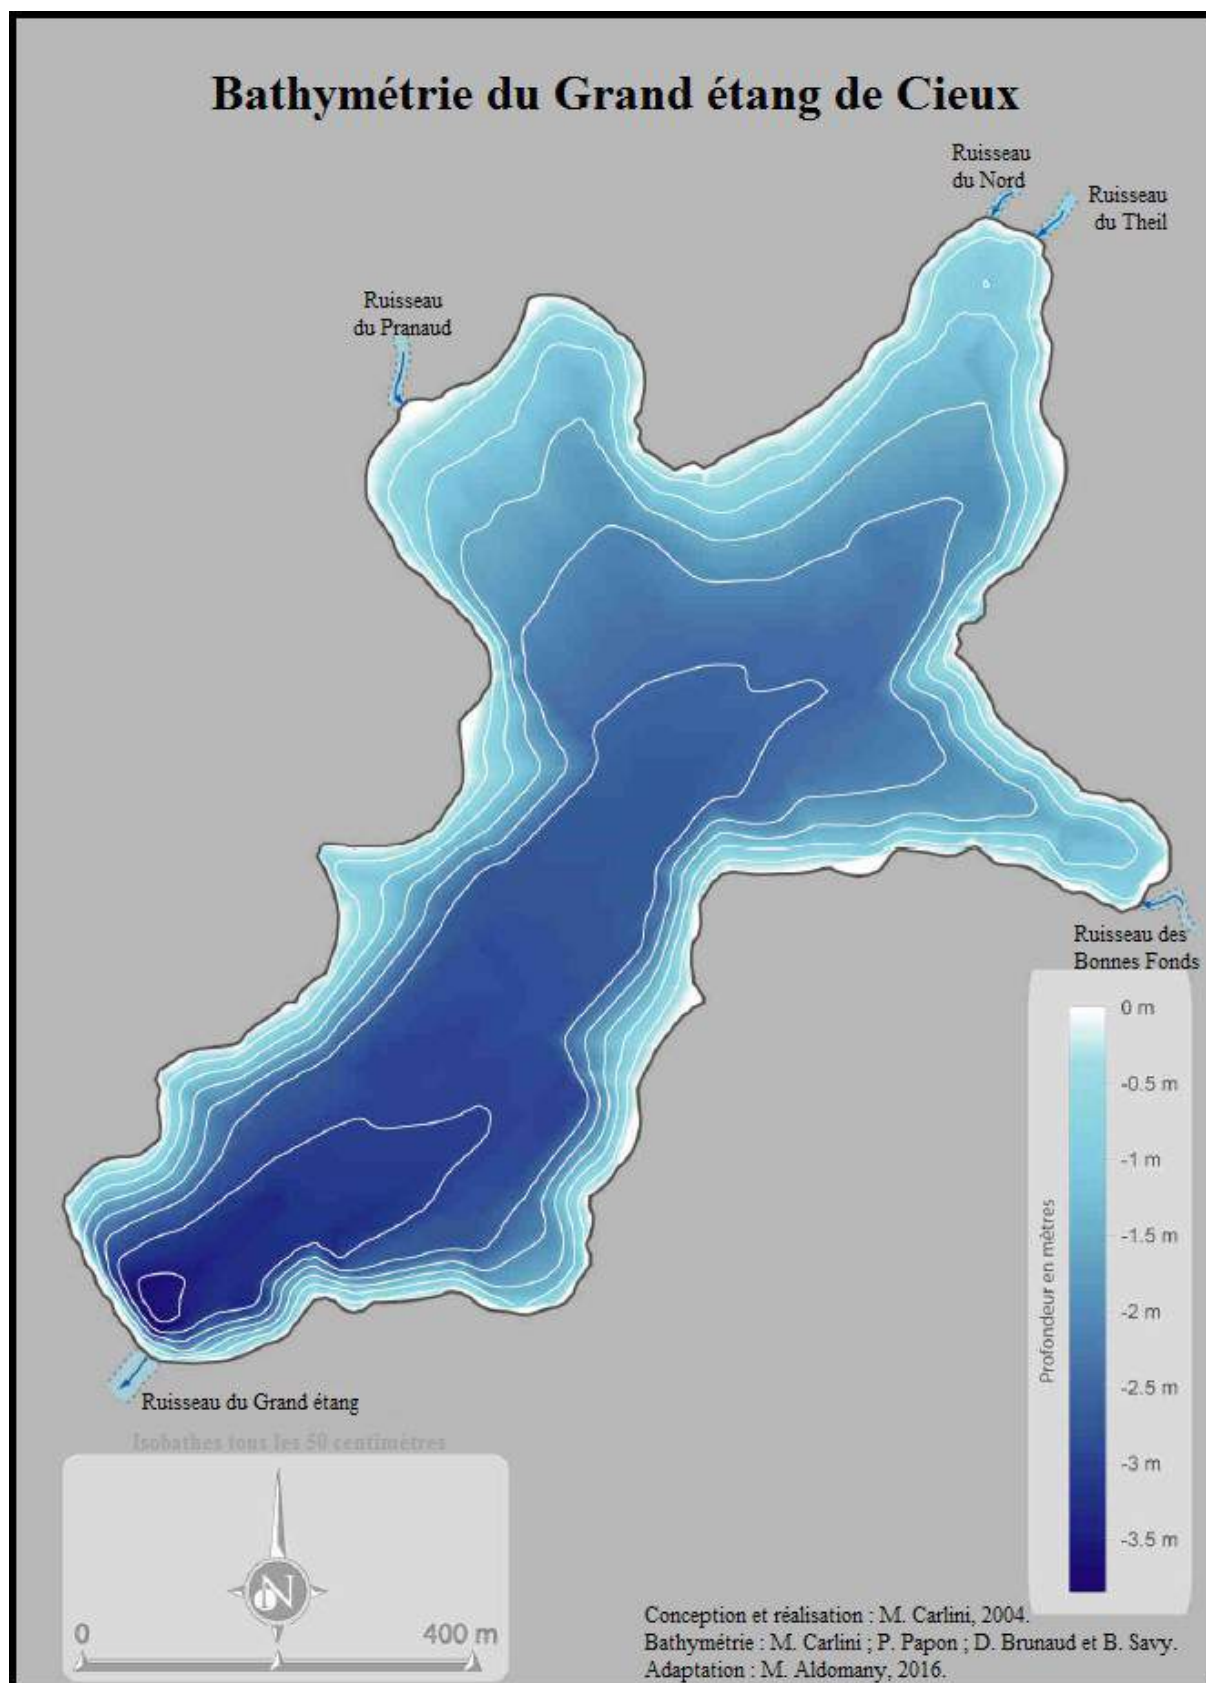 Bathymétrie du Grand étang de Cieux
Ruisseau
du Nord
Ruisseau
du Theil
Ruisseau
du Pranaud
Ruisseau des
Bonnes Fonds
0 m
-0.5 m
-1 m
-1.5 m
-2 m
-2.5 m
-3 m
-3.5 m
Profondeur en mètres
Ruisseau du Grand étang
Isobathes tous les 50 centimètres
N
0
400 m
Conception et réalisation : M. Carlini, 2004.
Bathymétrie : M. Carlini ; P. Papon ; D. Brunaud et B. Savy.
Adaptation : M. Aldomany, 2016.